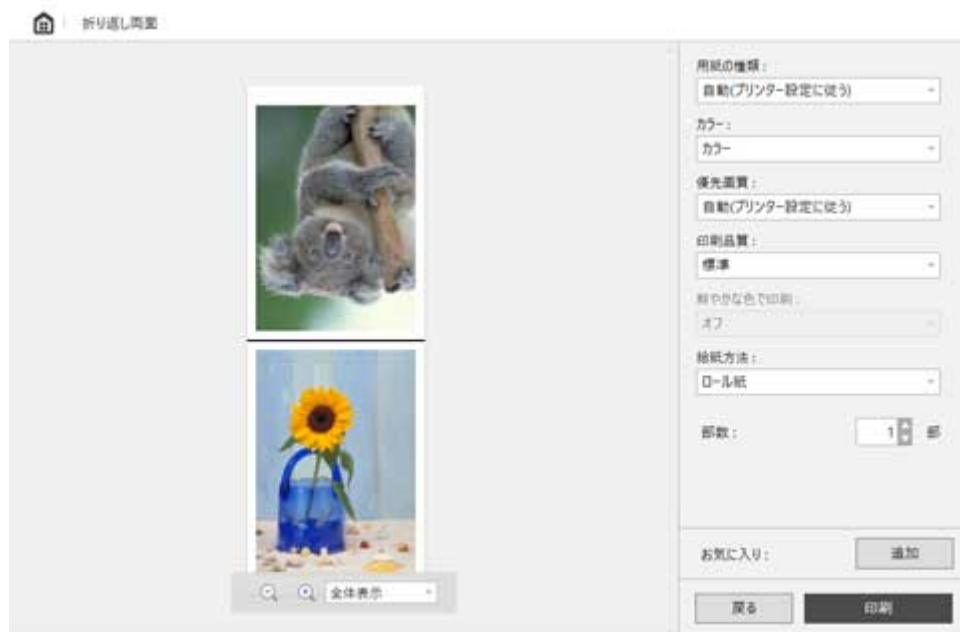 折り返し両面
用紙の種類：
自動(プリンター設定に従う)
カラー：
カラー
優先画質：
自動(プリンター設定に従う)
印刷品質：
標準
鮮やかな色で印刷：
オフ
給紙方法：
ロール紙
部数：
1 部
全体表示
お気に入り：
追加
戻る
印刷